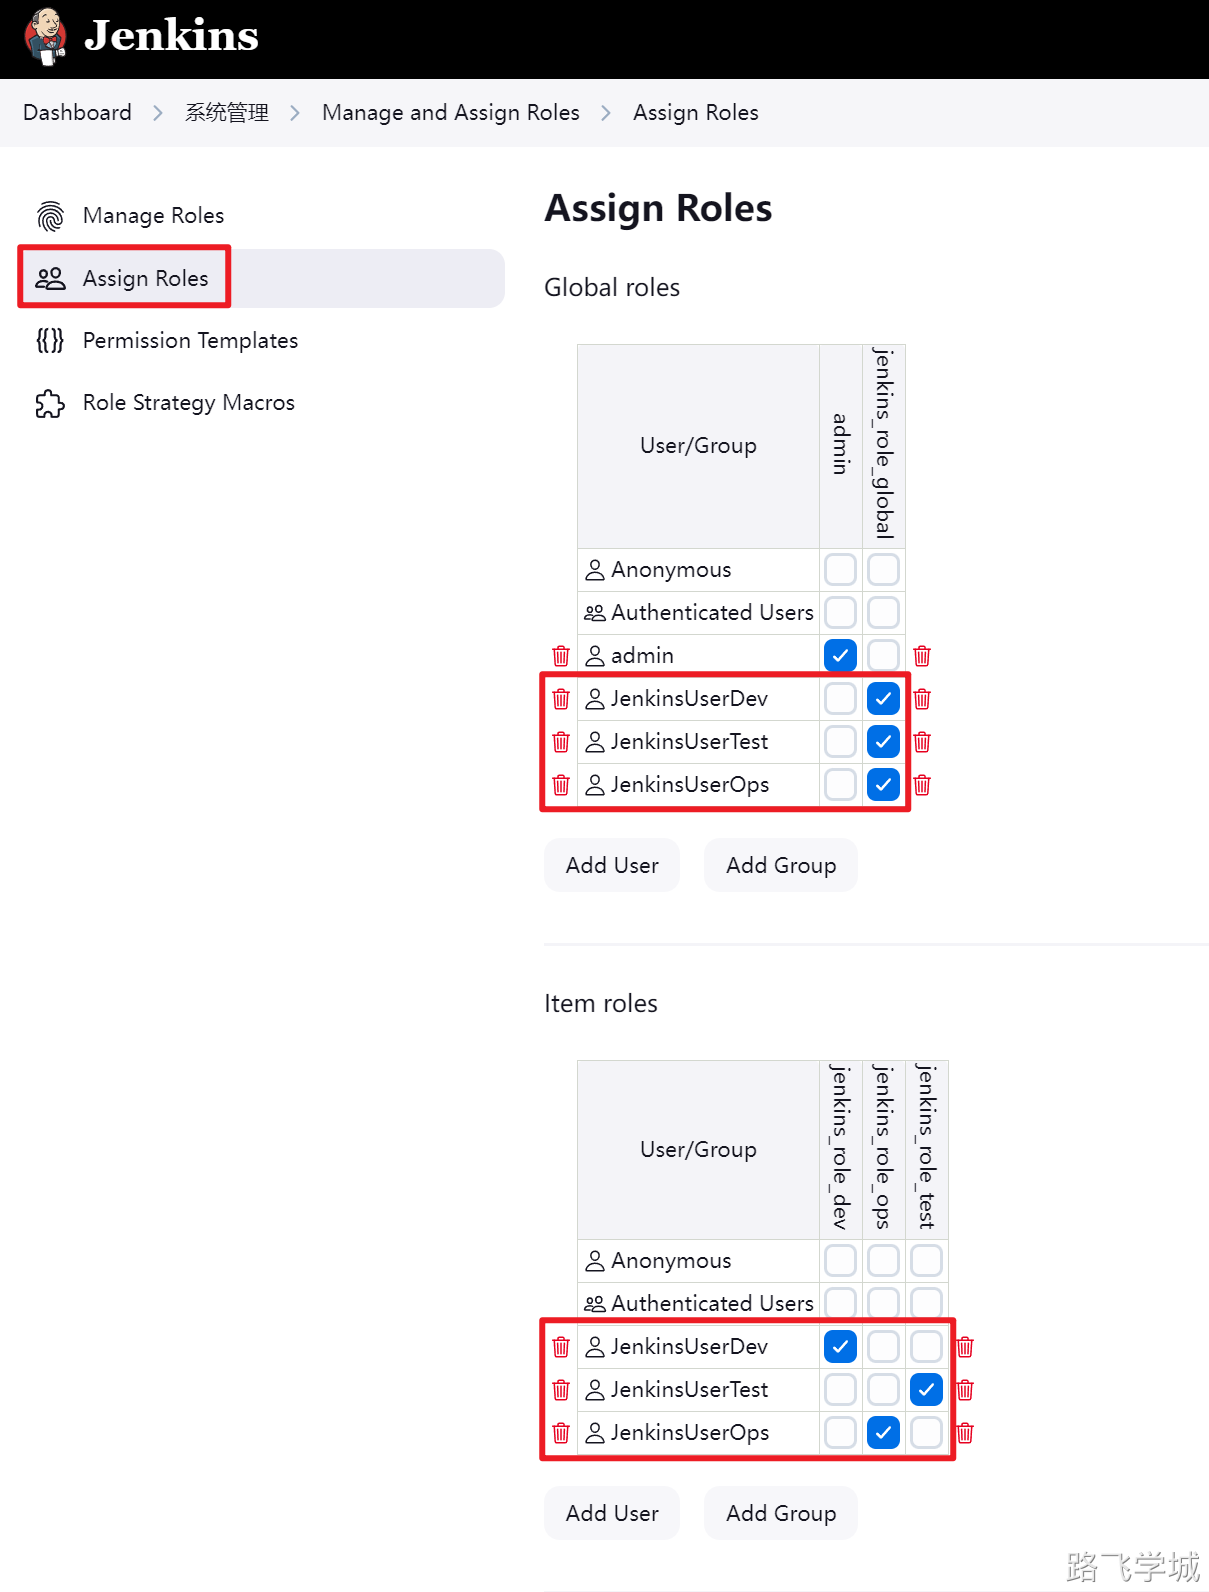 Jenkins
Dashboard > 系统管理 > Manage and Assign Roles > Assign Roles
Manage Roles
Assign Roles
Permission Templates
Role Strategy Macros
Assign Roles
Global roles
User/Group
admin
jenkins_role_global
Anonymous
Authenticated Users
admin
JenkinsUserDev
JenkinsUserTest
JenkinsUserOps
Add User
Add Group
Item roles
User/Group
jenkins_role_dev
jenkins_role_ops
jenkins_role_test
Anonymous
Authenticated Users
JenkinsUserDev
JenkinsUserTest
JenkinsUserOps
Add User
Add Group
路飞学城